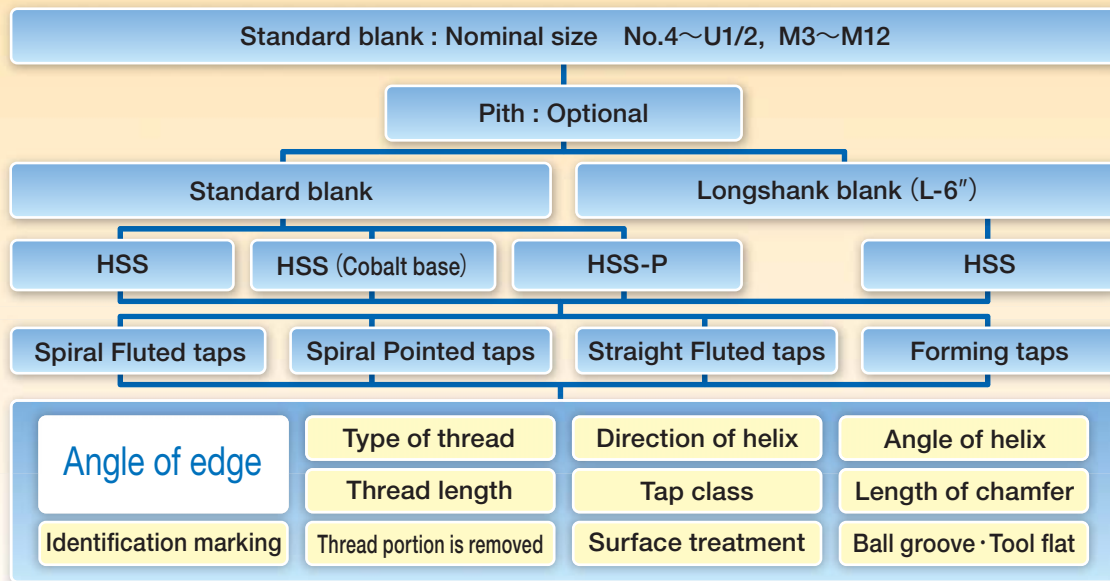 Standard blank : Nominal size No.4～U1/2, M3～M12
Pith : Optional
Standard blank
Longshank blank (L-6″)
HSS
HSS (Cobalt base)
HSS-P
HSS
Spiral Fluted taps
Spiral Pointed taps
Straight Fluted taps
Forming taps
Angle of edge
Type of thread
Direction of helix
Angle of helix
Thread length
Tap class
Length of chamfer
Identification marking
Thread portion is removed
Surface treatment
Ball groove・Tool flat